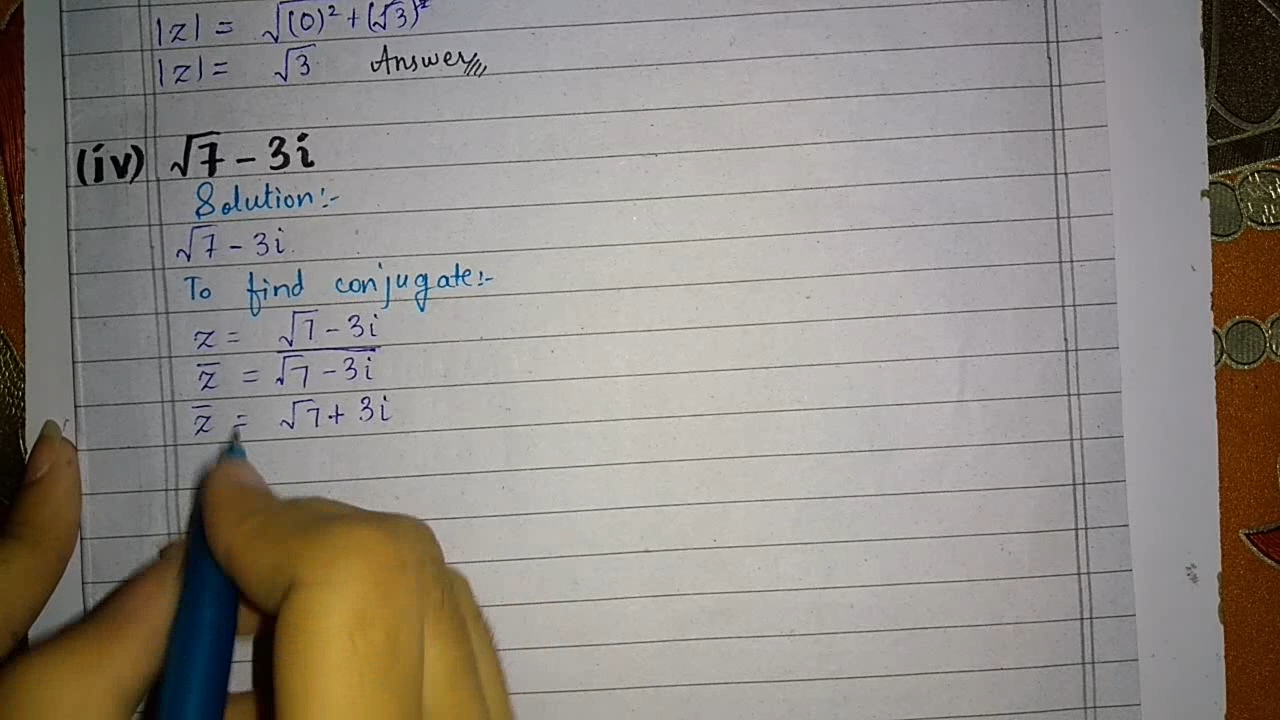 |z| = √(0)² + (√3)²
|z| = √3 Answer
(iv) √7 - 3i
Solution:-
√7 - 3i
To find conjugate:-
z = √7 - 3i
z̄ = \overline{√7 - 3i}
z̄ = √7 + 3i